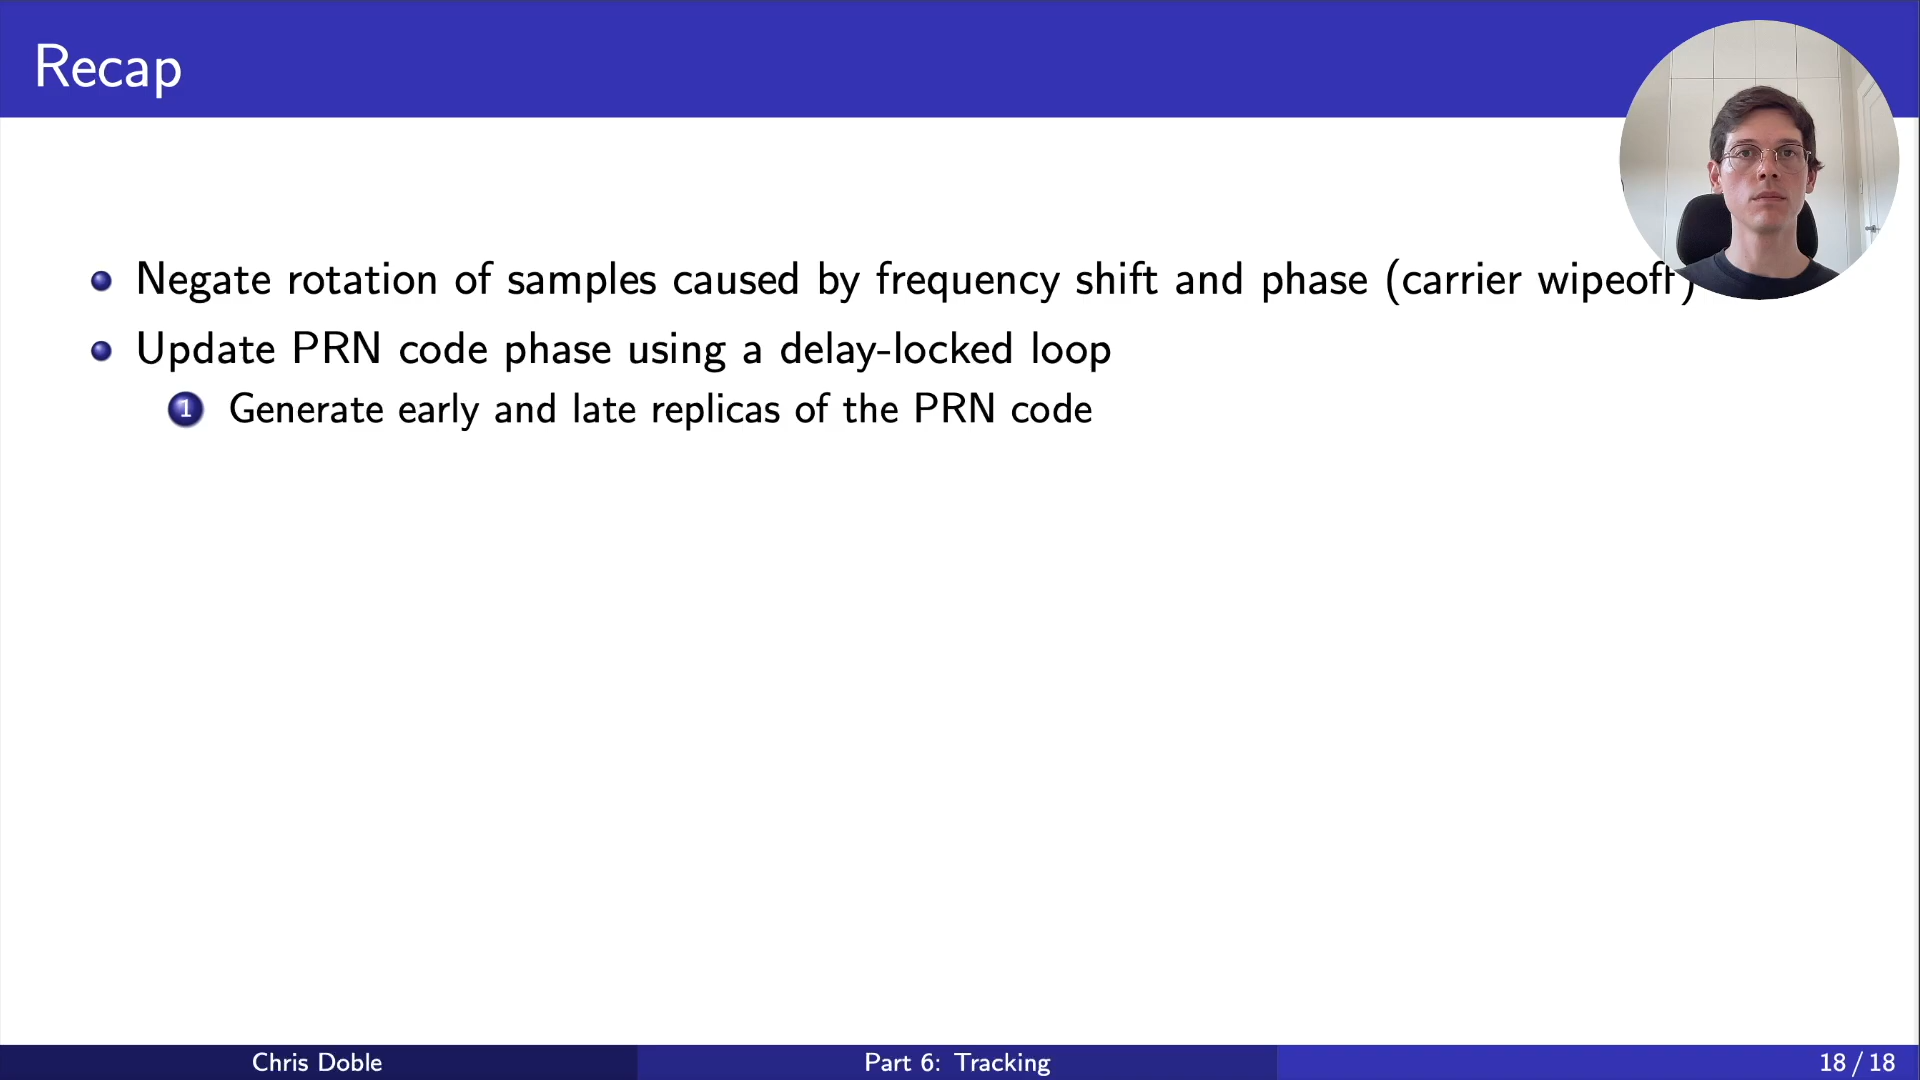 Recap
Negate rotation of samples caused by frequency shift and phase (carrier wipeoff)
Update PRN code phase using a delay-locked loop
1 Generate early and late replicas of the PRN code
Chris Doble
Part 6: Tracking
18 / 18